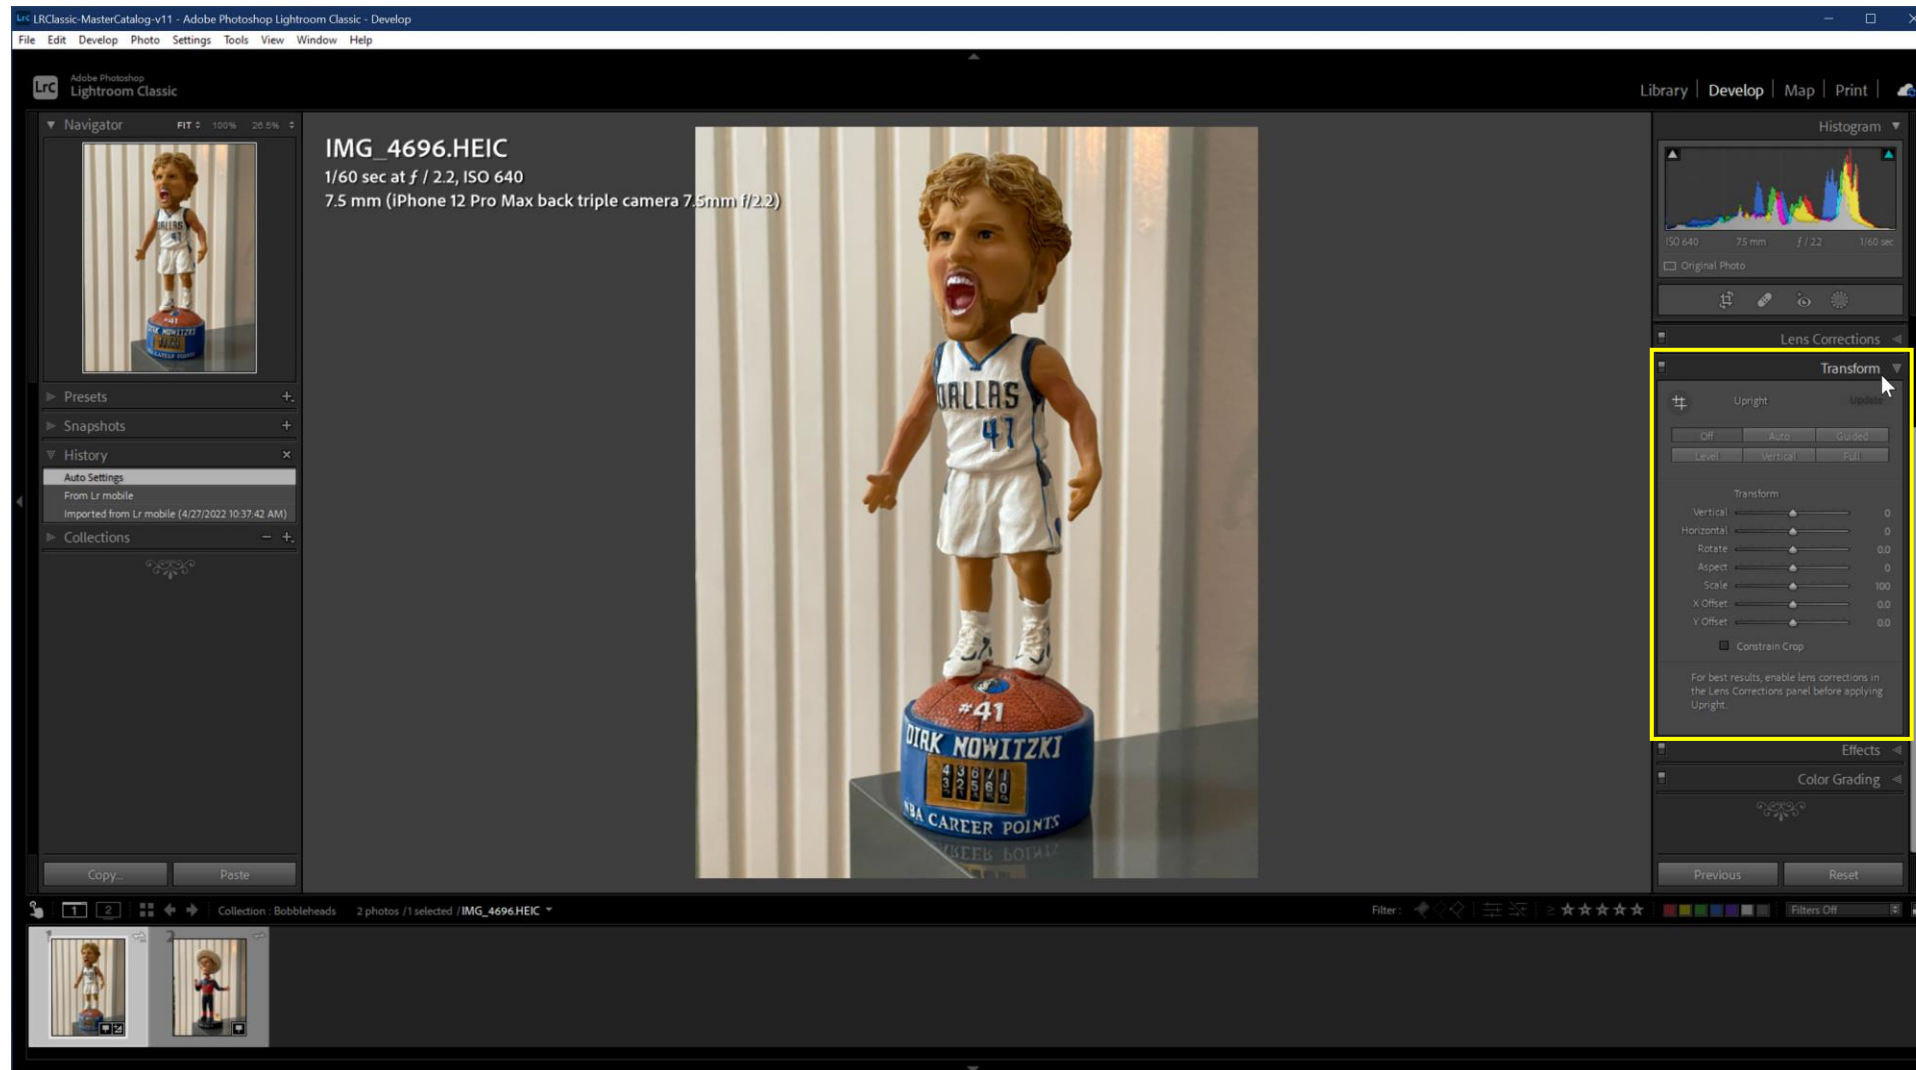 LrC LRClassic-MasterCatalog-v11 - Adobe Photoshop Lightroom Classic - Develop
File Edit Develop Photo Settings Tools View Window Help
LrC Adobe Photoshop
Lightroom Classic
Library | Develop | Map | Print |
Navigator FIT 100% 26.5%
Presets
Snapshots
History
Auto Settings
From Lr mobile
Imported from Lr mobile (4/27/2022 10:37:42 AM)
Collections
Copy... Paste
IMG_4696.HEIC
1/60 sec at ƒ / 2.2, ISO 640
7.5 mm (iPhone 12 Pro Max back triple camera 7.5mm f/2.2)
DALLAS
41
#41
DIRK NOWITZKI
NBA CAREER POINTS
Histogram
ISO 640 7.5 mm ƒ / 2.2 1/60 sec
Original Photo
Lens Corrections
Transform
Upright Update
Off Auto Guided
Level Vertical Full
Transform
Vertical 0
Horizontal 0
Rotate 0.0
Aspect 0
Scale 100
X Offset 0.0
Y Offset 0.0
Constrain Crop
For best results, enable lens corrections in
the Lens Corrections panel before applying
Upright.
Effects
Color Grading
Previous Reset
1 2 Collection : Bobbleheads 2 photos / 1 selected / IMG_4696.HEIC Filter : Filters Off
1 2